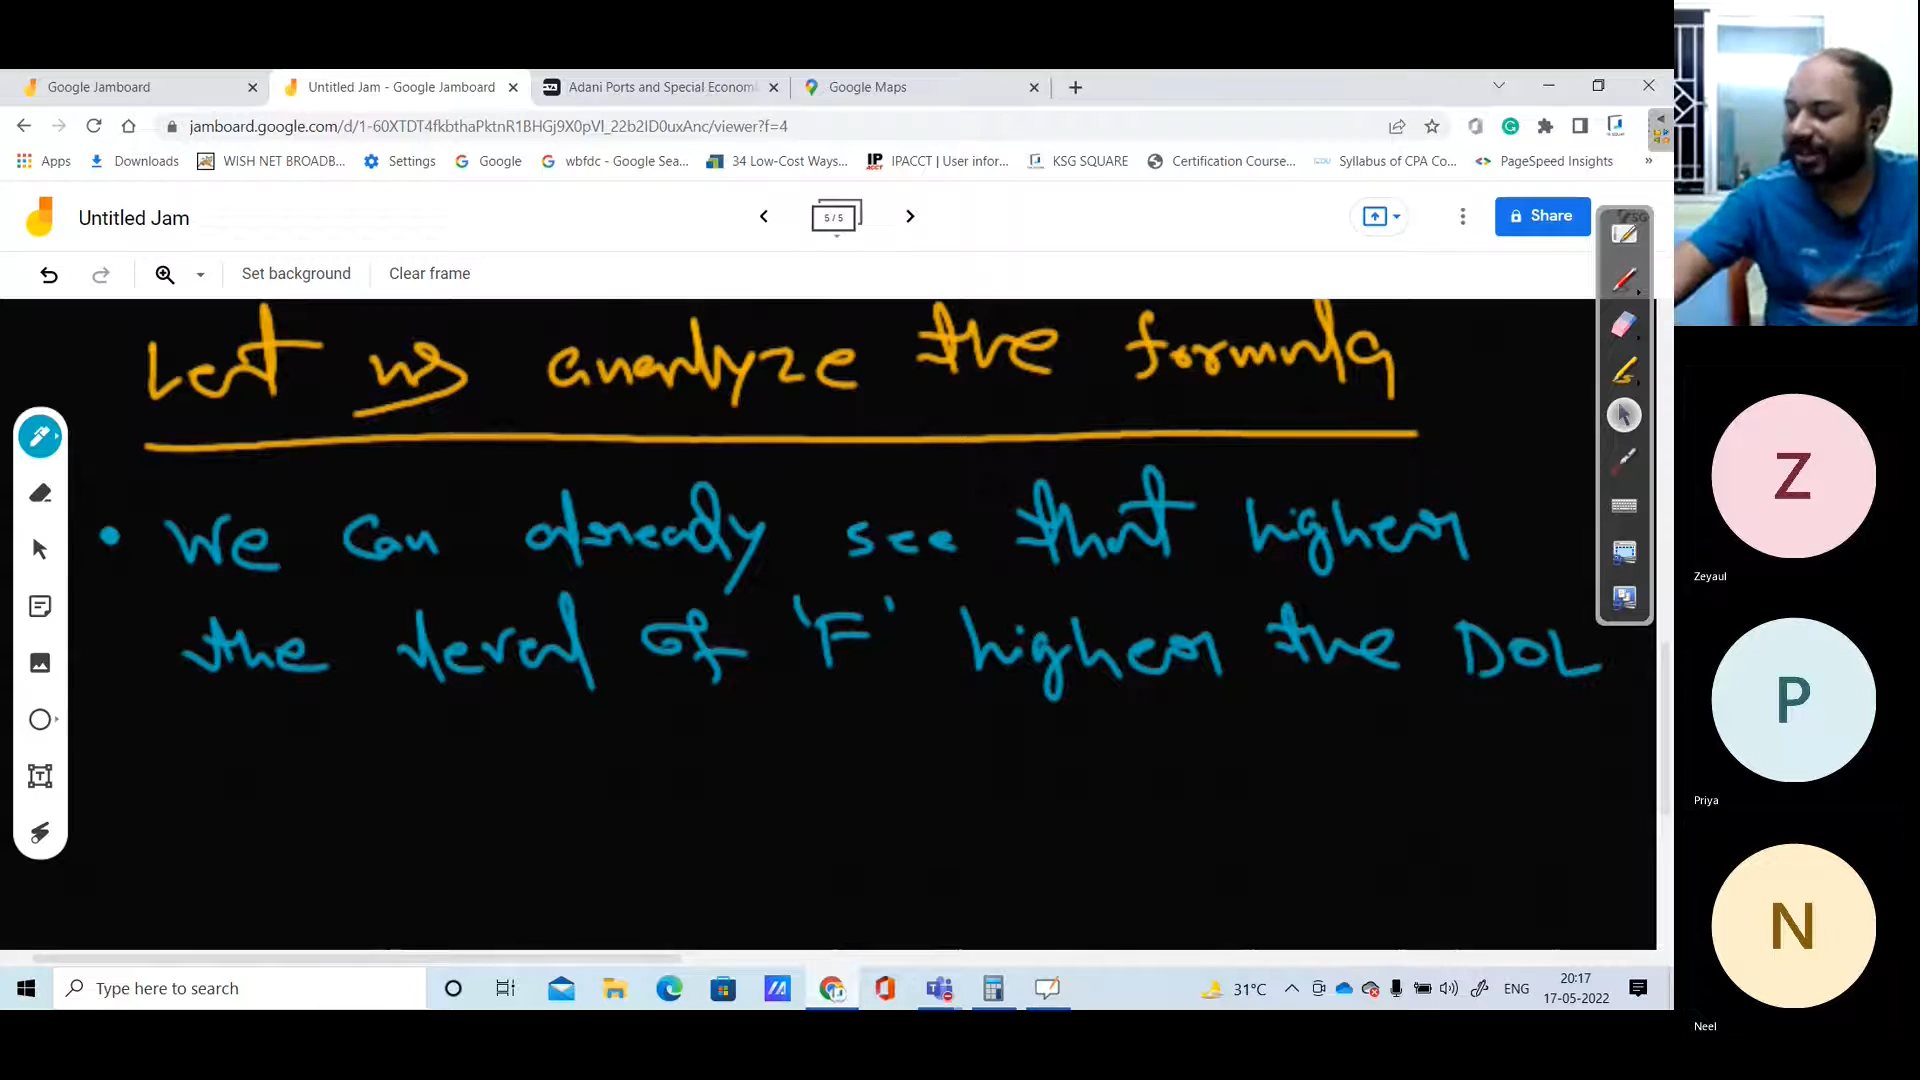 Google Jamboard
Untitled Jam - Google Jamboard
Adani Ports and Special Econom
Google Maps
jamboard.google.com/d/1-60XTDT4fkbthaPktnR1BHGj9X0pVI_22b2ID0uxAnc/viewer?f=4
Apps
Downloads
WISH NET BROADB...
Settings
Google
wbfdc - Google Sea...
34 Low-Cost Ways...
IPACCT | User infor...
KSG SQUARE
Certification Course...
Syllabus of CPA Co...
PageSpeed Insights
»
Untitled Jam
5 / 5
Share
Set background
Clear frame
Let us analyze the formula
• We can already see that higher
the level of 'F' higher the DOL
Z
Zeyaul
P
Priya
N
Neel
Type here to search
31°C
ENG
20:17
17-05-2022